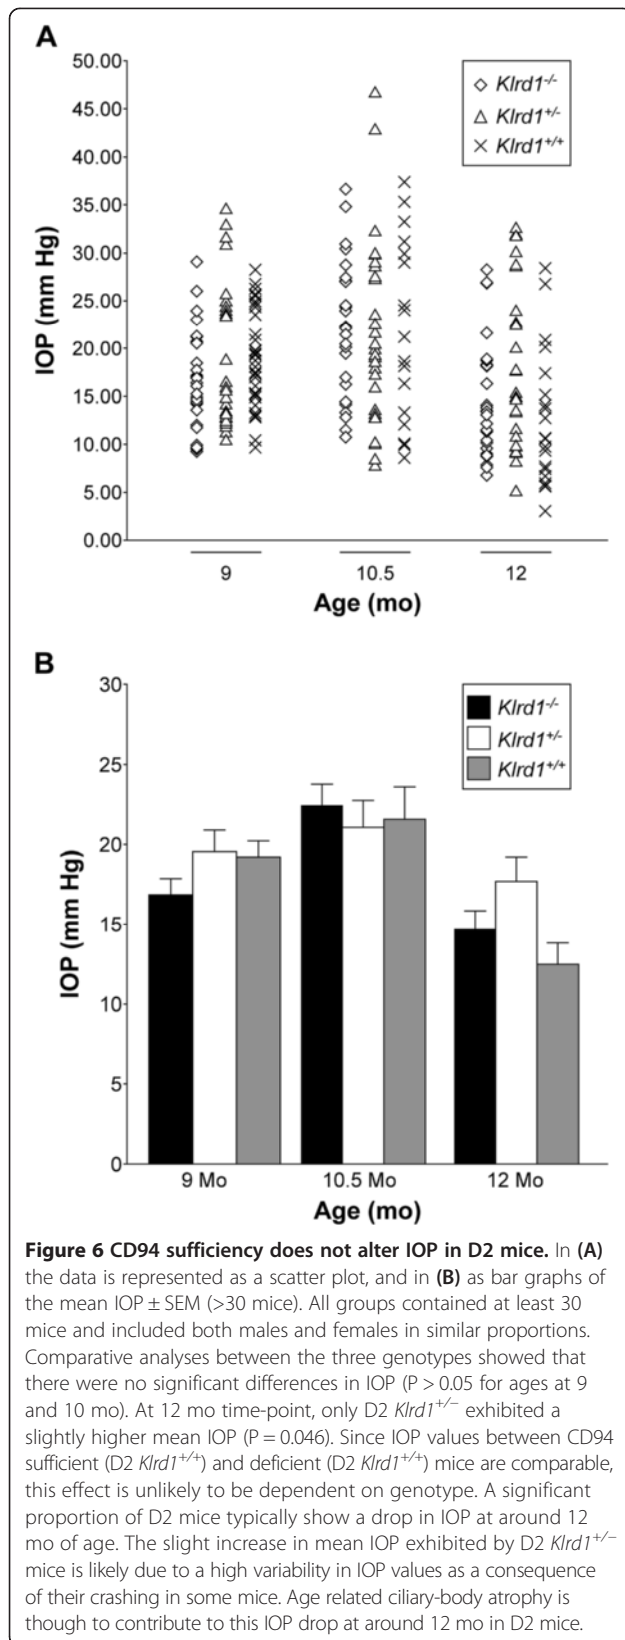 A
50.00
45.00
40.00
35.00
30.00
25.00
20.00
15.00
10.00
5.00
0.00
IOP (mm Hg)
Klrd1-/-
Klrd1+/-
Klrd1+/+
9
10.5
12
Age (mo)
B
30
25
20
15
10
5
0
IOP (mm Hg)
Klrd1-/-
Klrd1+/-
Klrd1+/+
9 Mo
10.5 Mo
12 Mo
Age (mo)
Figure 6 CD94 sufficiency does not alter IOP in D2 mice. In (A)
the data is represented as a scatter plot, and in (B) as bar graphs of
the mean IOP ± SEM (>30 mice). All groups contained at least 30
mice and included both males and females in similar proportions.
Comparative analyses between the three genotypes showed that
there were no significant differences in IOP (P > 0.05 for ages at 9
and 10 mo). At 12 mo time-point, only D2 Klrd1+/− exhibited a
slightly higher mean IOP (P = 0.046). Since IOP values between CD94
sufficient (D2 Klrd1+/+) and deficient (D2 Klrd1+/+) mice are comparable,
this effect is unlikely to be dependent on genotype. A significant
proportion of D2 mice typically show a drop in IOP at around 12
mo of age. The slight increase in mean IOP exhibited by D2 Klrd1+/−
mice is likely due to a high variability in IOP values as a consequence
of their crashing in some mice. Age related ciliary-body atrophy is
though to contribute to this IOP drop at around 12 mo in D2 mice.